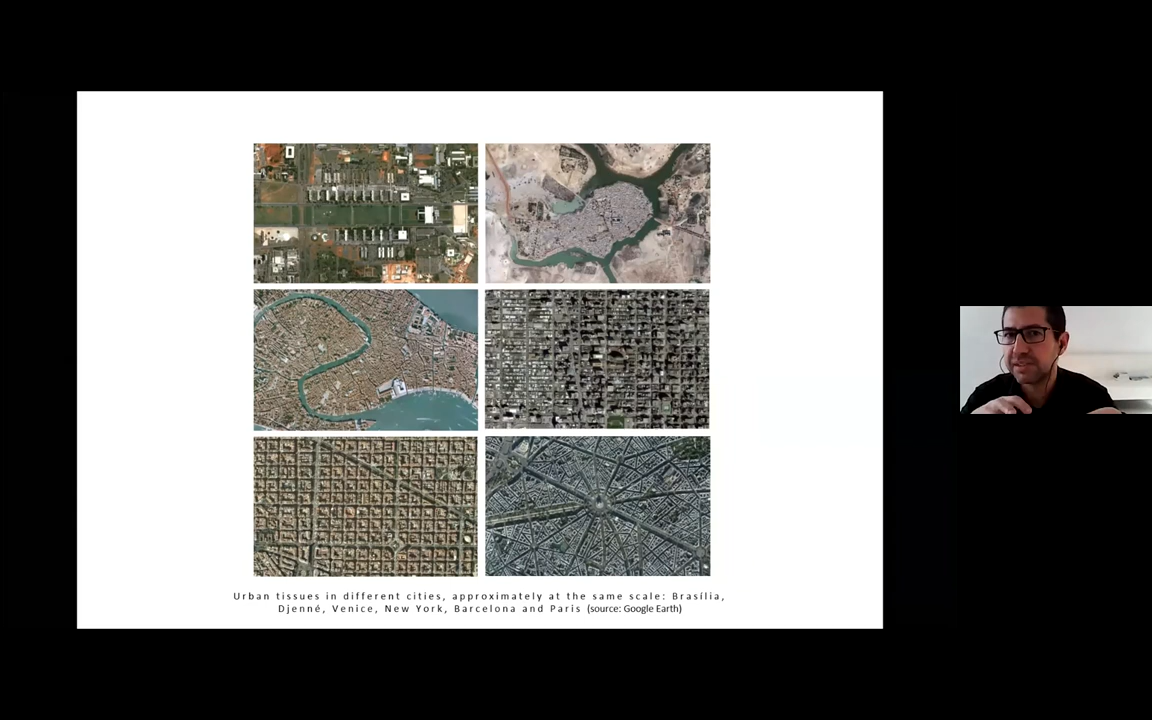 Urban tissues in different cities, approximately at the same scale: Brasília,
Djenné, Venice, New York, Barcelona and Paris (source: Google Earth)